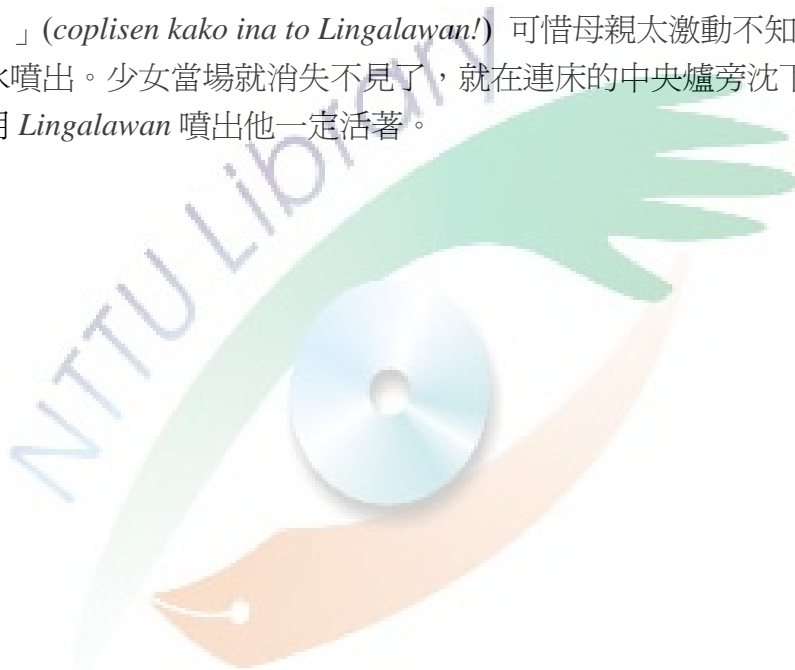 」(coplisen kako ina to Lingalawan!) 可惜母親太激動不知
噴出。少女當場就消失不見了，就在連床的中央爐旁沈下
Lingalawan 噴出他一定活著。
NTTU Library